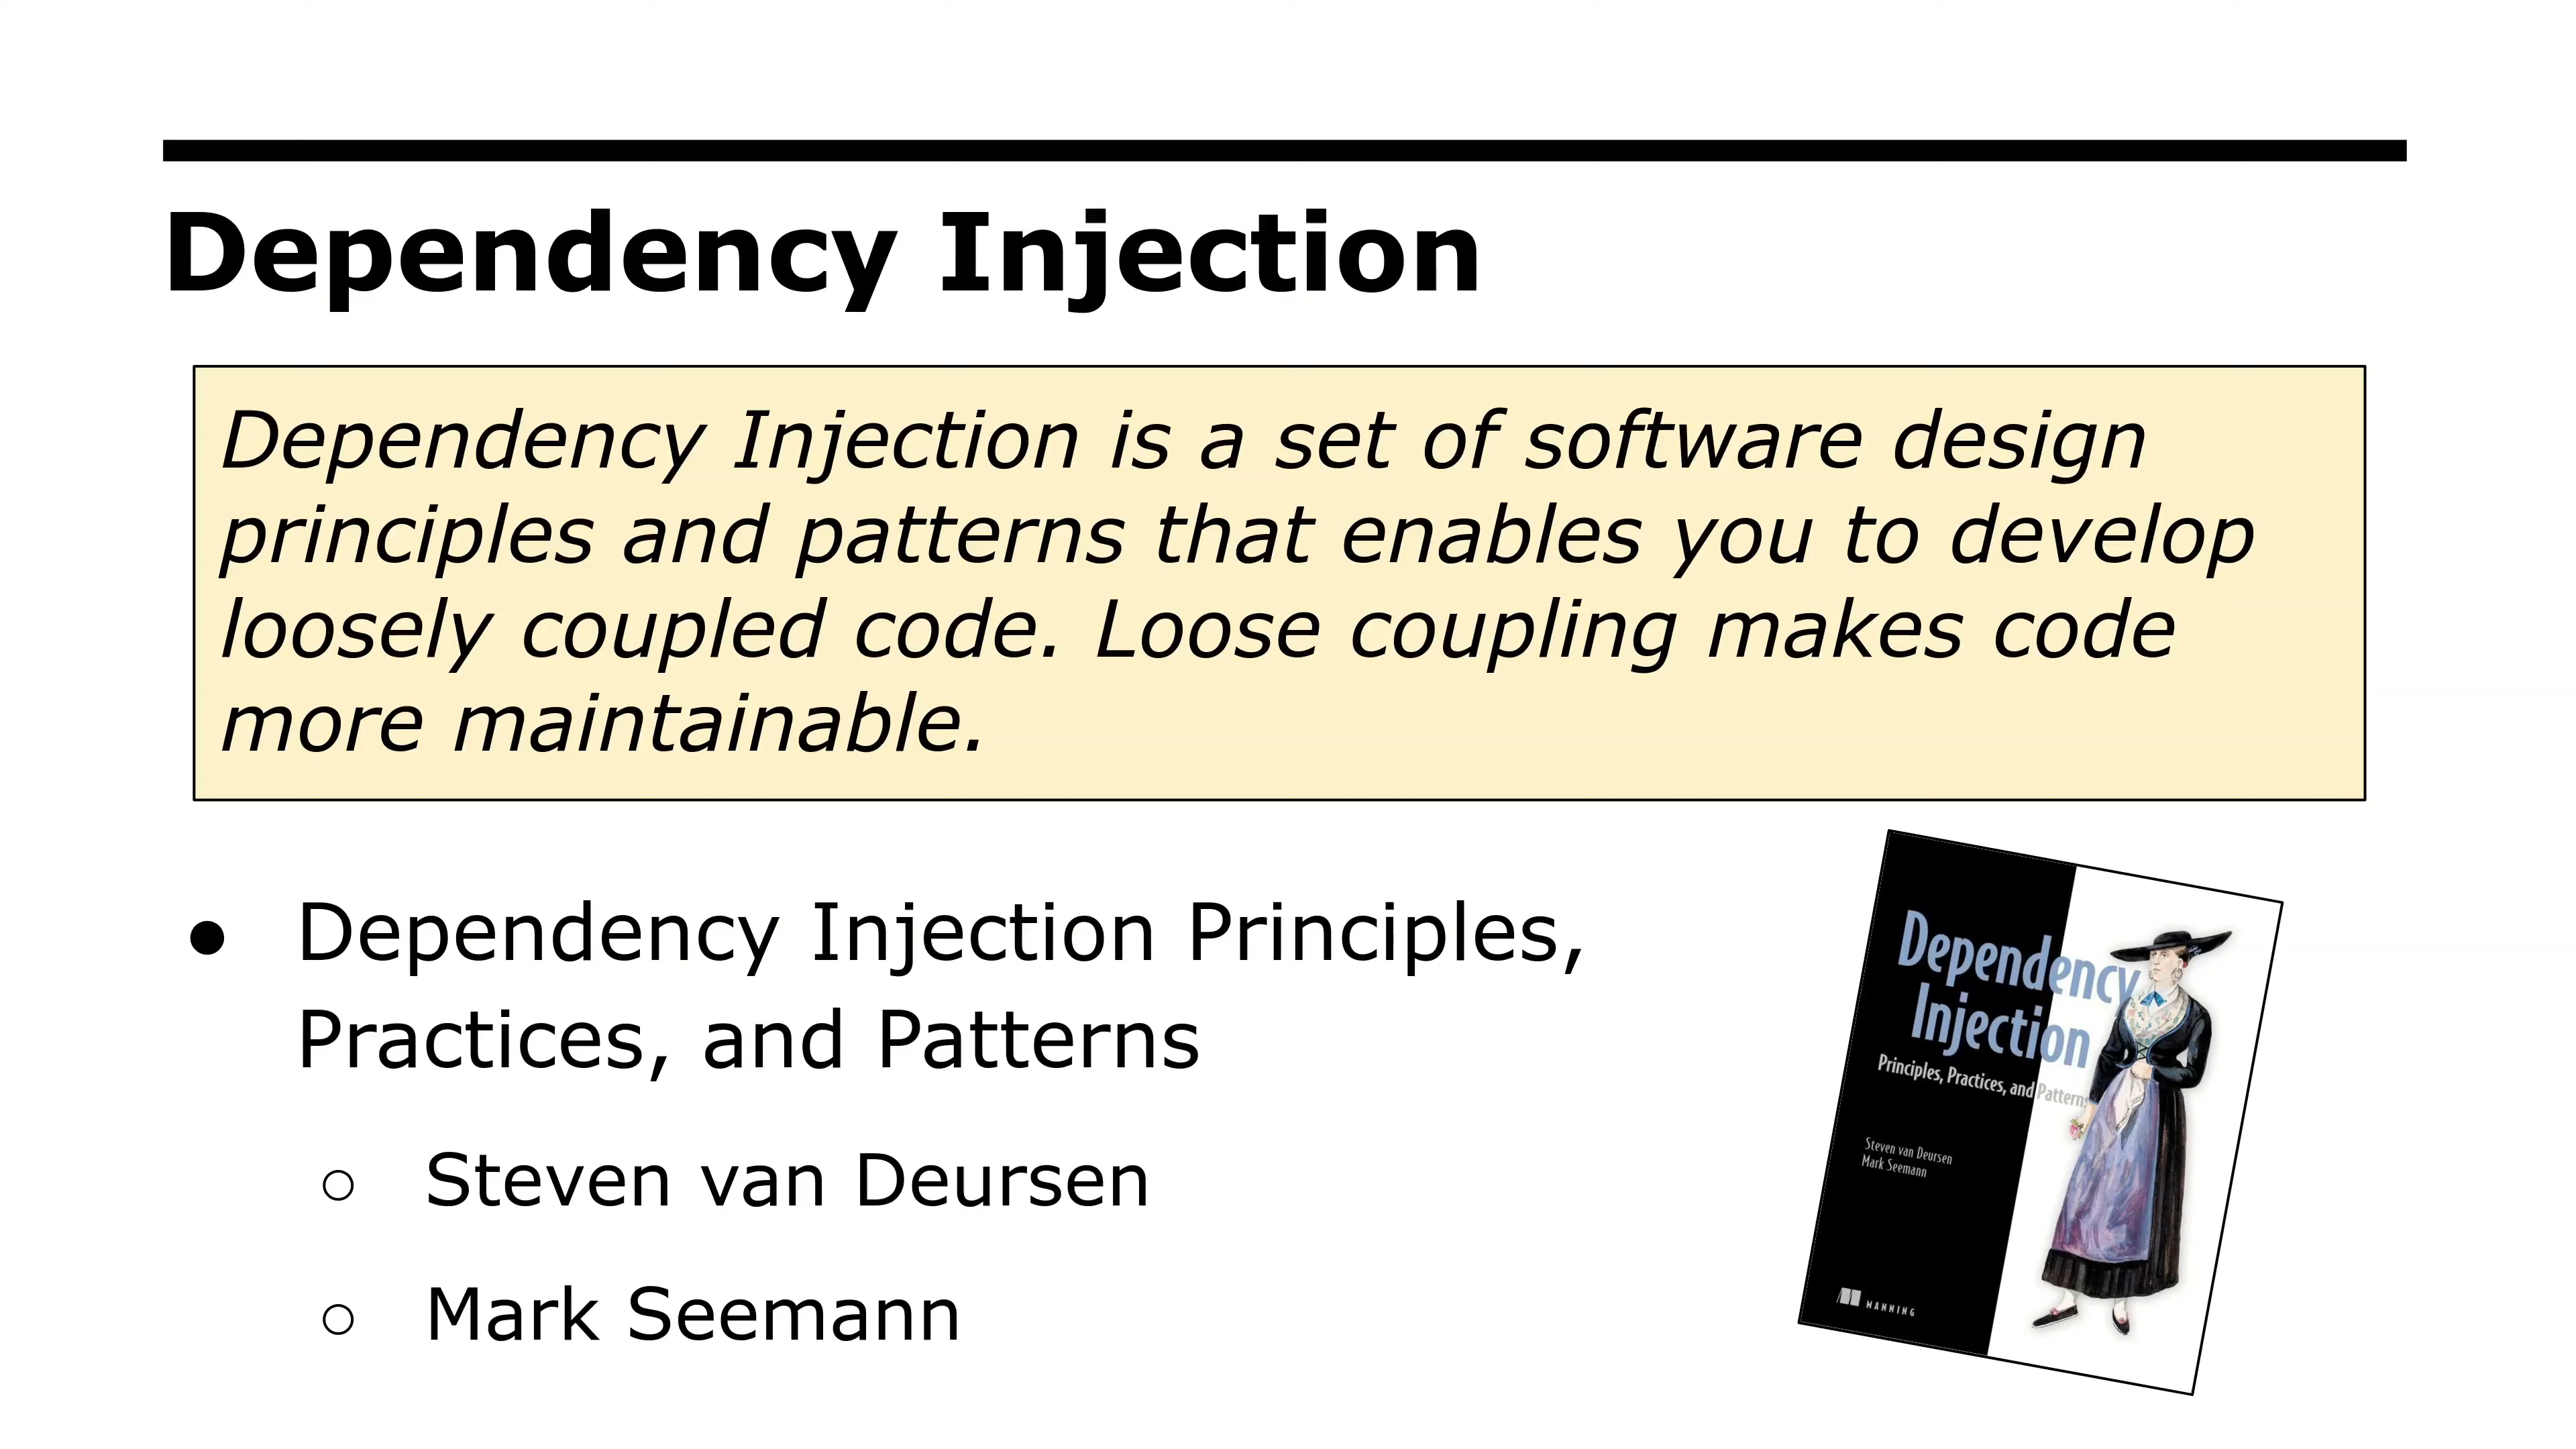 Dependency Injection
Dependency Injection is a set of software design
principles and patterns that enables you to develop
loosely coupled code. Loose coupling makes code
more maintainable.
● Dependency Injection Principles,
Practices, and Patterns
○ Steven van Deursen
○ Mark Seemann
Dependency
Injection
Principles, Practices, and Patterns
Steven van Deursen
Mark Seemann
MANNING